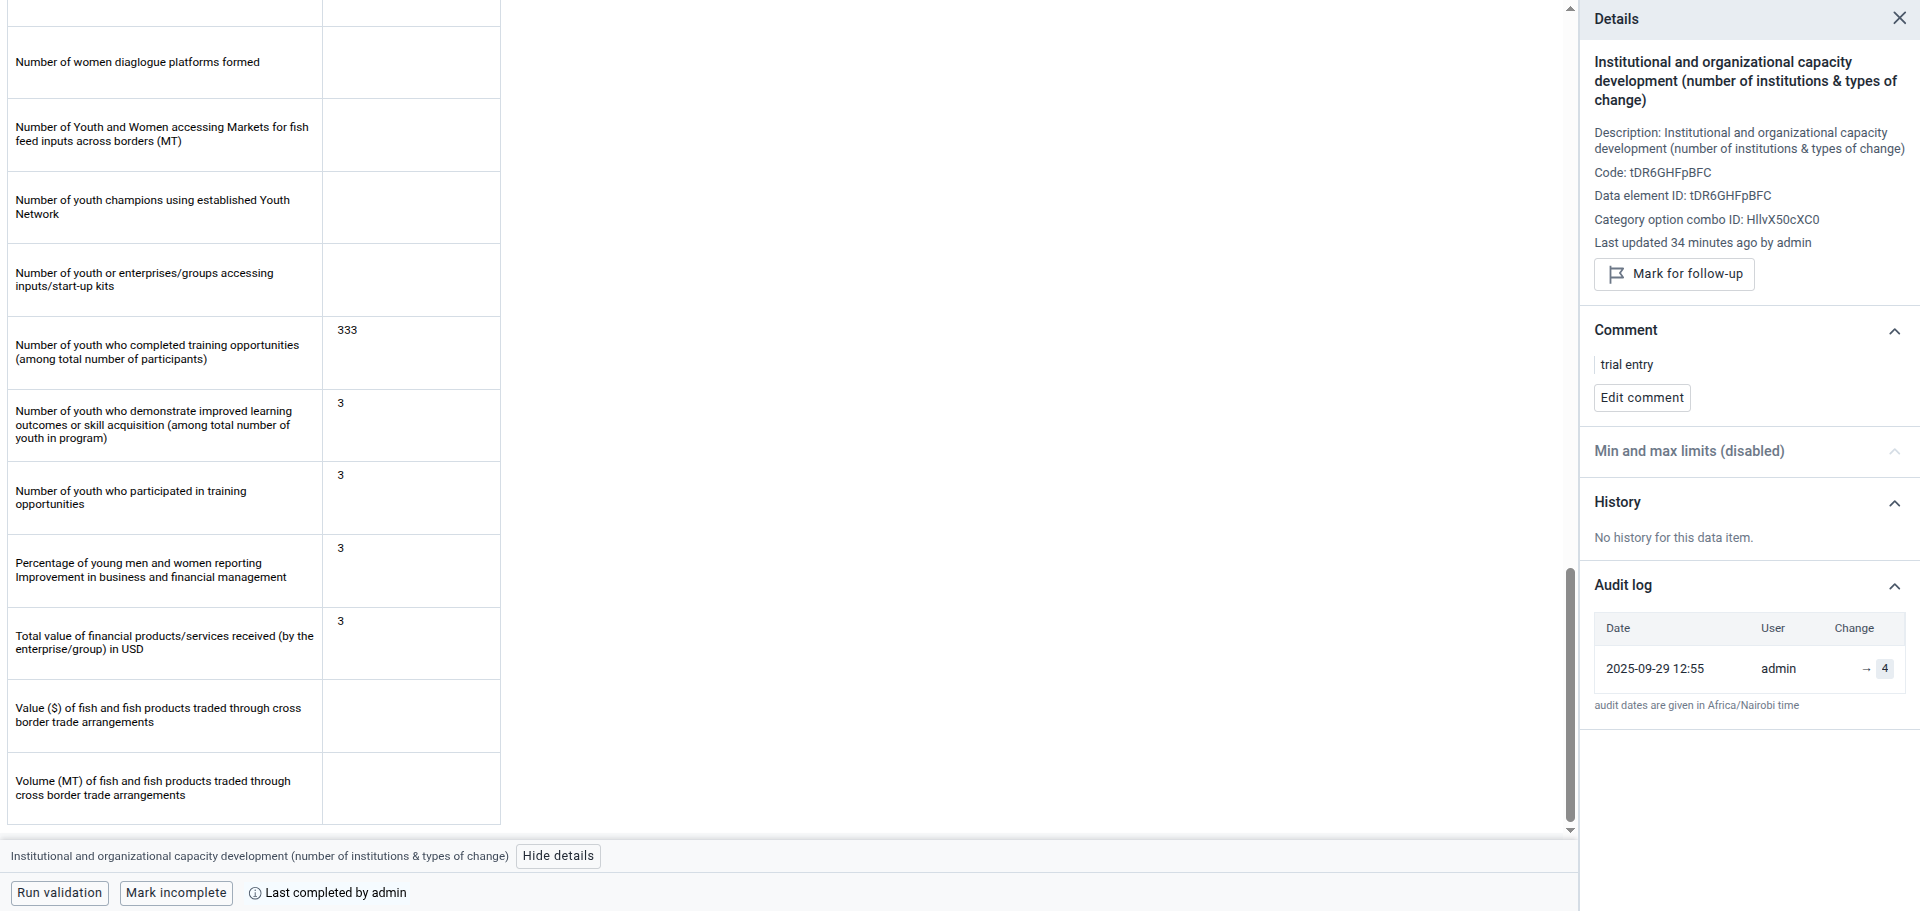 Number of women diaglogue platforms formed
Number of Youth and Women accessing Markets for fish
feed inputs across borders (MT)
Number of youth champions using established Youth
Network
Number of youth or enterprises/groups accessing
inputs/start-up kits
Number of youth who completed training opportunities
(among total number of participants)
333
Number of youth who demonstrate improved learning
outcomes or skill acquisition (among total number of
youth in program)
3
Number of youth who participated in training
opportunities
3
Percentage of young men and women reporting
Improvement in business and financial management
3
Total value of financial products/services received (by the
enterprise/group) in USD
3
Value ($) of fish and fish products traded through cross
border trade arrangements
Volume (MT) of fish and fish products traded through
cross border trade arrangements
Institutional and organizational capacity development (number of institutions & types of change)
Hide details
Run validation
Mark incomplete
Last completed by admin
Details
Institutional and organizational capacity
development (number of institutions & types of
change)
Description: Institutional and organizational capacity
development (number of institutions & types of change)
Code: tDR6GHFpBFC
Data element ID: tDR6GHFpBFC
Category option combo ID: HllvX50cXC0
Last updated 34 minutes ago by admin
Mark for follow-up
Comment
trial entry
Edit comment
Min and max limits (disabled)
History
No history for this data item.
Audit log
Date User Change
2025-09-29 12:55 admin → 4
audit dates are given in Africa/Nairobi time